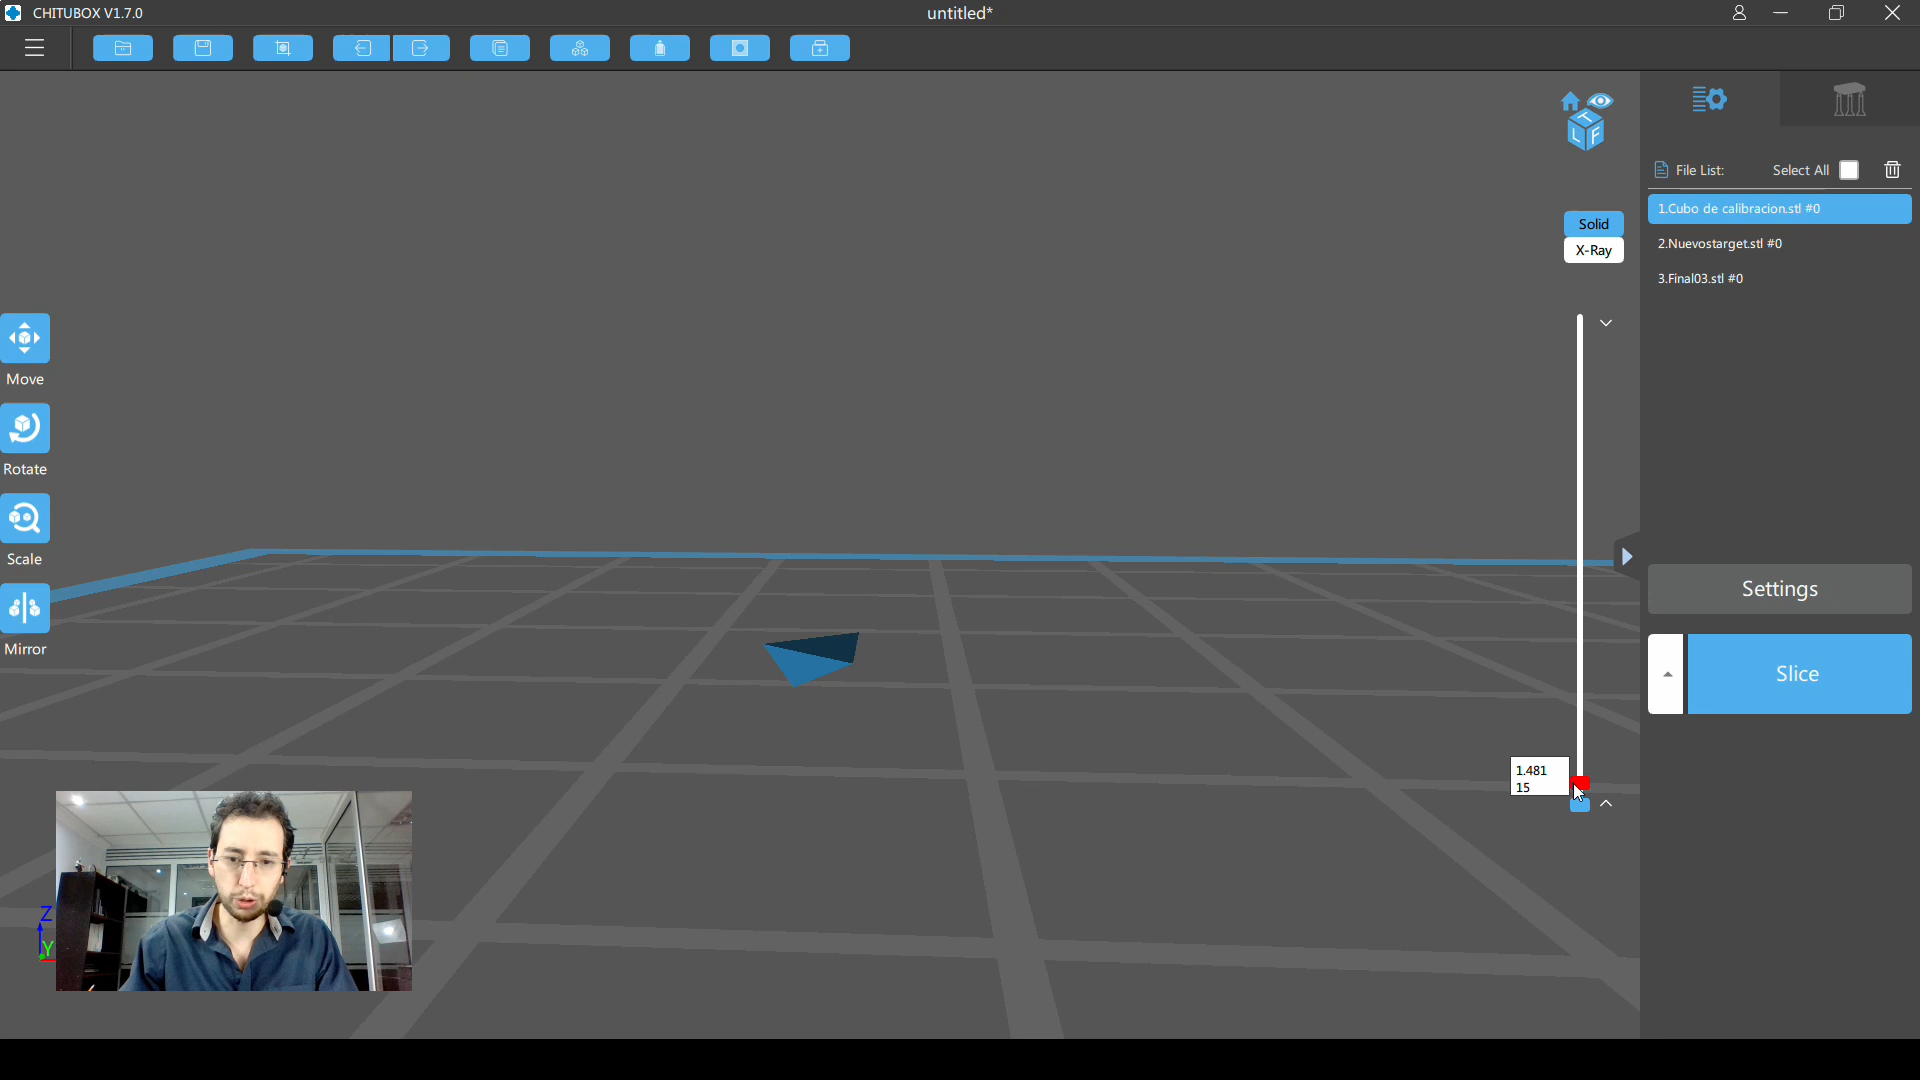 CHITUBOX V1.7.0
untitled*
T
L F
File List:
Select All
1.Cubo de calibracion.stl #0
2.Nuevostarget.stl #0
3.Final03.stl #0
Solid
X-Ray
Move
Rotate
Scale
Mirror
Settings
Slice
1.481
15
Z
Y